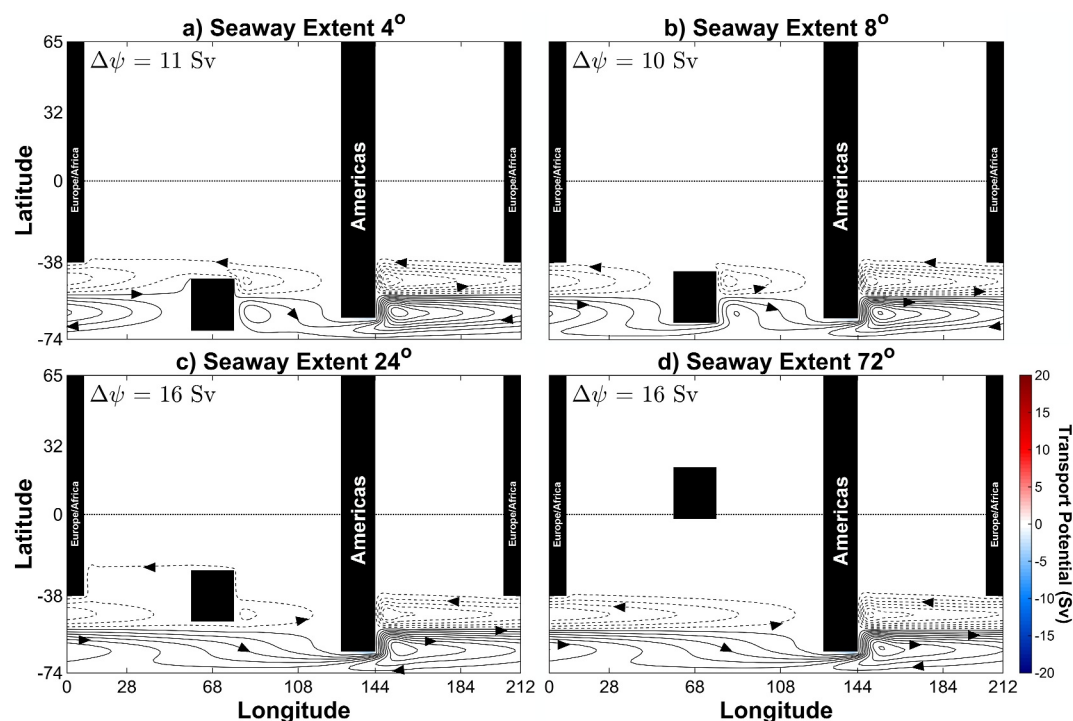 a) Seaway Extent 4°
b) Seaway Extent 8°
65
32
0
-38
-74
Latitude
Δψ = 11 Sv
Europe/Africa
Americas
Europe/Africa
Δψ = 10 Sv
Europe/Africa
Americas
Europe/Africa
c) Seaway Extent 24°
d) Seaway Extent 72°
65
32
0
-38
-74
Latitude
Δψ = 16 Sv
Europe/Africa
Americas
Europe/Africa
Δψ = 16 Sv
Europe/Africa
Americas
Europe/Africa
0 28 68 108 144 184 212
0 28 68 108 144 184 212
Longitude
Longitude
20
15
10
5
0
-5
-10
-15
-20
Transport Potential (Sv)